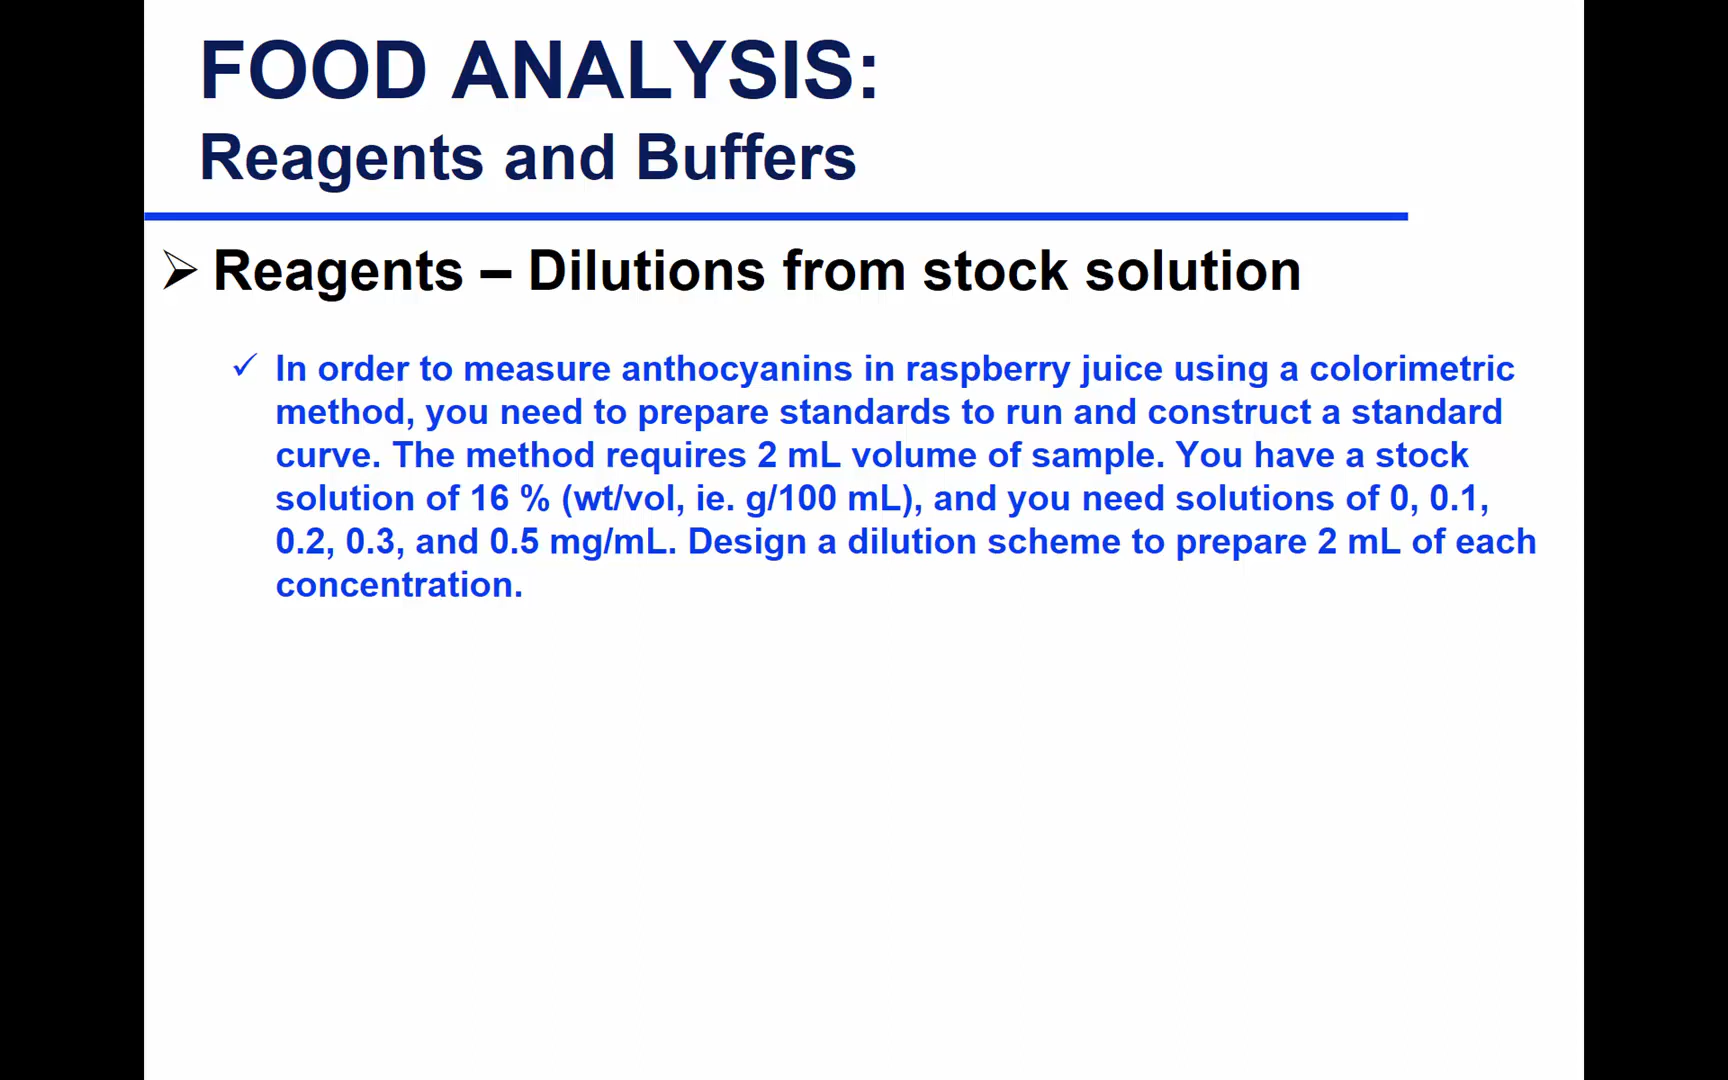 FOOD ANALYSIS:
Reagents and Buffers
Reagents – Dilutions from stock solution
In order to measure anthocyanins in raspberry juice using a colorimetric
method, you need to prepare standards to run and construct a standard
curve. The method requires 2 mL volume of sample. You have a stock
solution of 16 % (wt/vol, ie. g/100 mL), and you need solutions of 0, 0.1,
0.2, 0.3, and 0.5 mg/mL. Design a dilution scheme to prepare 2 mL of each
concentration.